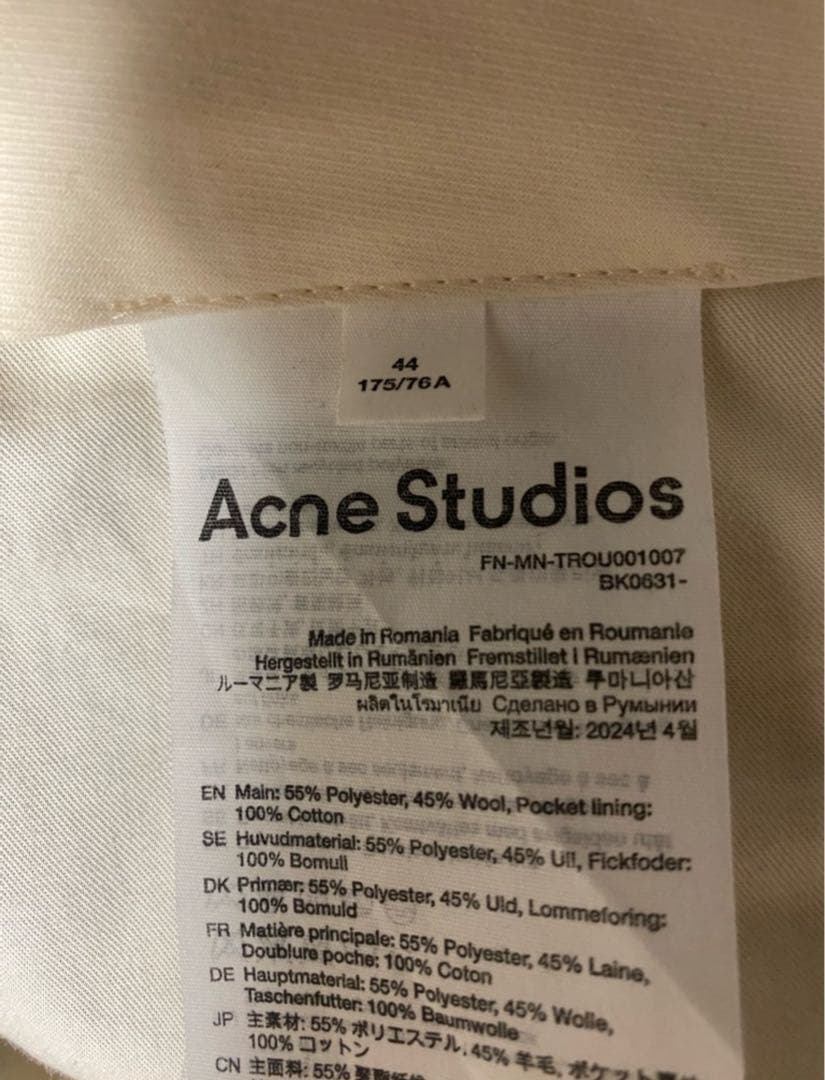 44
175/76A
Acne Studios
FN-MN-TROU001007
BK0631-
Made in Romania Fabriqué en Roumanie
Hergestellt in Rumänien Fremstillet i Rumænien
ルーマニア製 罗马尼亚制造 羅馬尼亞製造 루마니아산
ผลิตในโรมาเนีย Сделано в Румынии
제조년월: 2024년 4월
EN Main: 55% Polyester, 45% Wool, Pocket lining:
100% Cotton
SE Huvudmaterial: 55% Polyester, 45% Ull, Fickfoder:
100% Bomull
DK Primær: 55% Polyester, 45% Uld, Lommeforing:
100% Bomuld
FR Matière principale: 55% Polyester, 45% Laine,
Doublure poche: 100% Coton
DE Hauptmaterial: 55% Polyester, 45% Wolle,
Taschenfutter: 100% Baumwolle
JP 主素材: 55% ポリエステル, 45% 羊毛, ポケット
100% コットン
CN 主面料: 55%